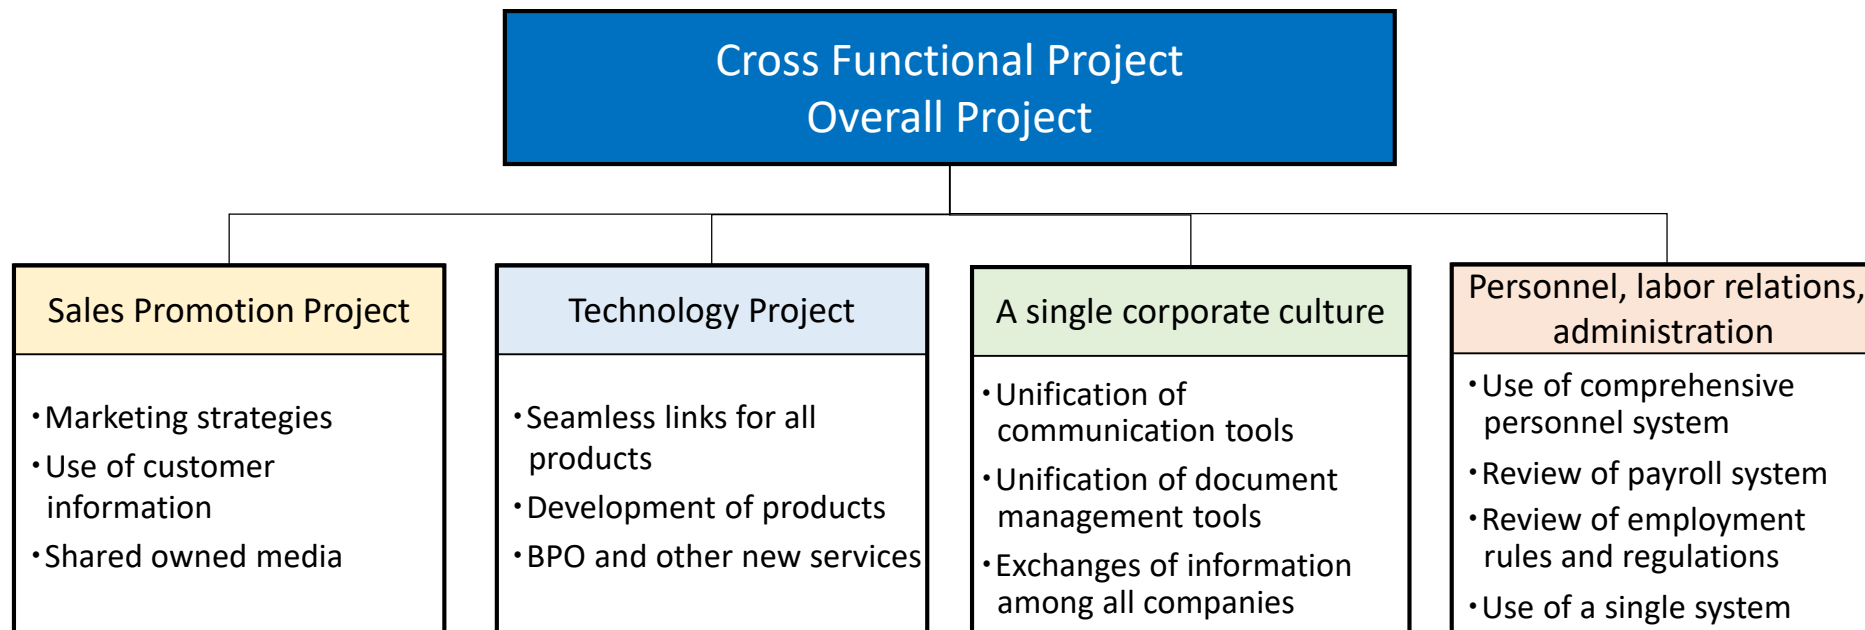 Cross Functional Project
Overall Project
Sales Promotion Project
・Marketing strategies
・Use of customer
information
・Shared owned media
Technology Project
・Seamless links for all
products
・Development of products
・BPO and other new services
A single corporate culture
・Unification of
communication tools
・Unification of document
management tools
・Exchanges of information
among all companies
Personnel, labor relations,
administration
・Use of comprehensive
personnel system
・Review of payroll system
・Review of employment
rules and regulations
・Use of a single system